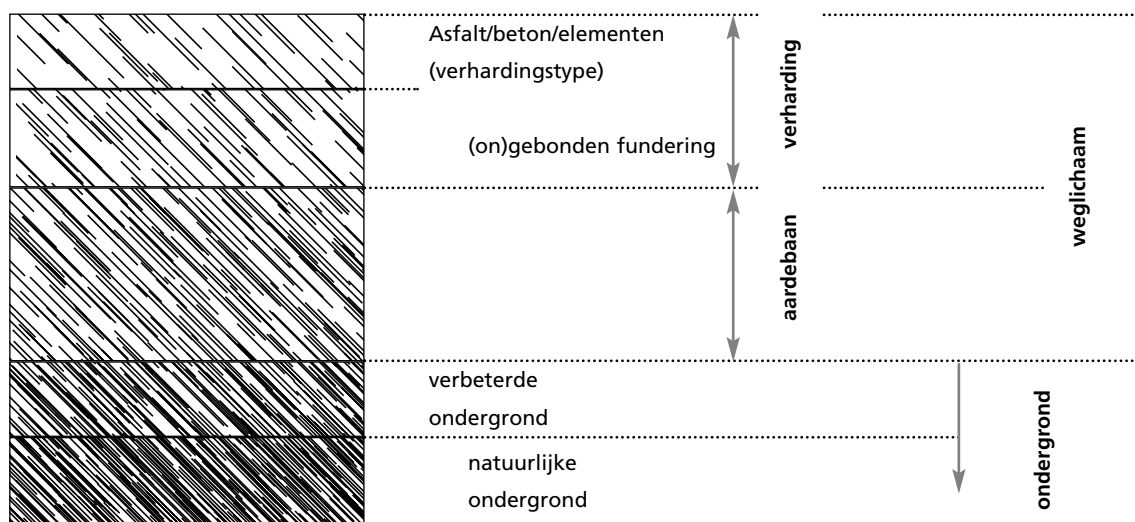 Asfalt/beton/elementen
(verhardingstype)
(on)gebonden fundering
verharding
aardebaan
weglichaam
verbeterde
ondergrond
natuurlijke
ondergrond
ondergrond